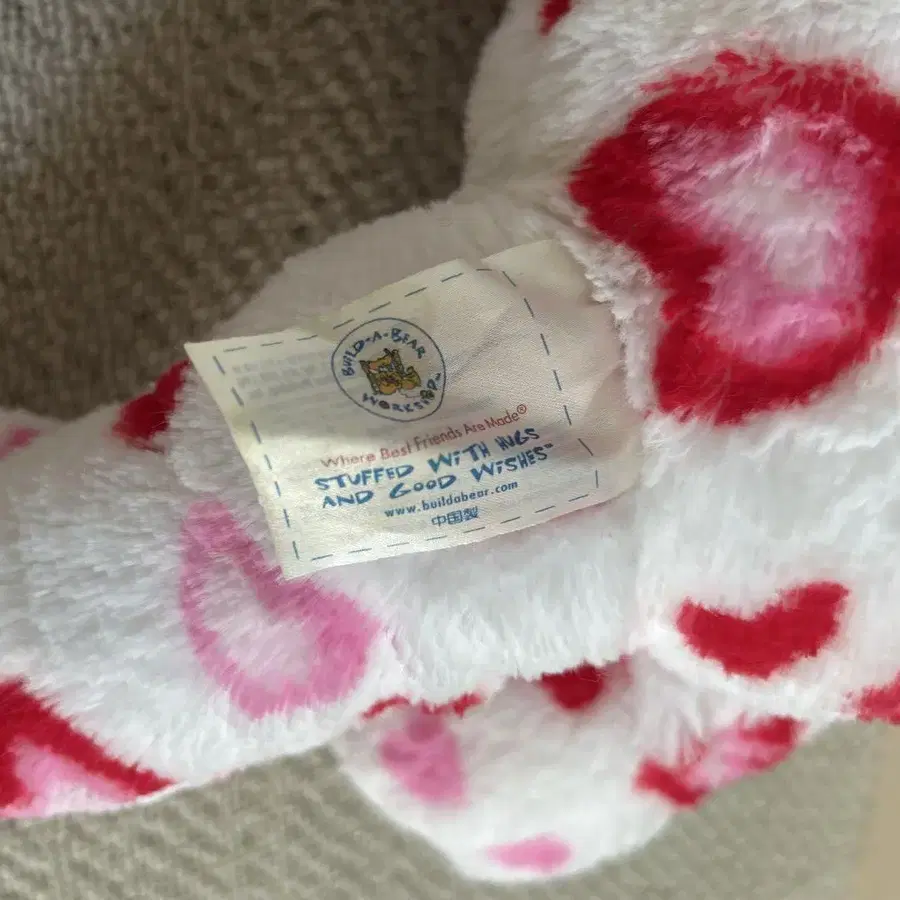 BUILD-A-BEAR
WORKSHOP™
Where Best Friends Are Made®
STUFFED WITH HUGS
AND GOOD WISHES™
www.buildabear.com
中国製